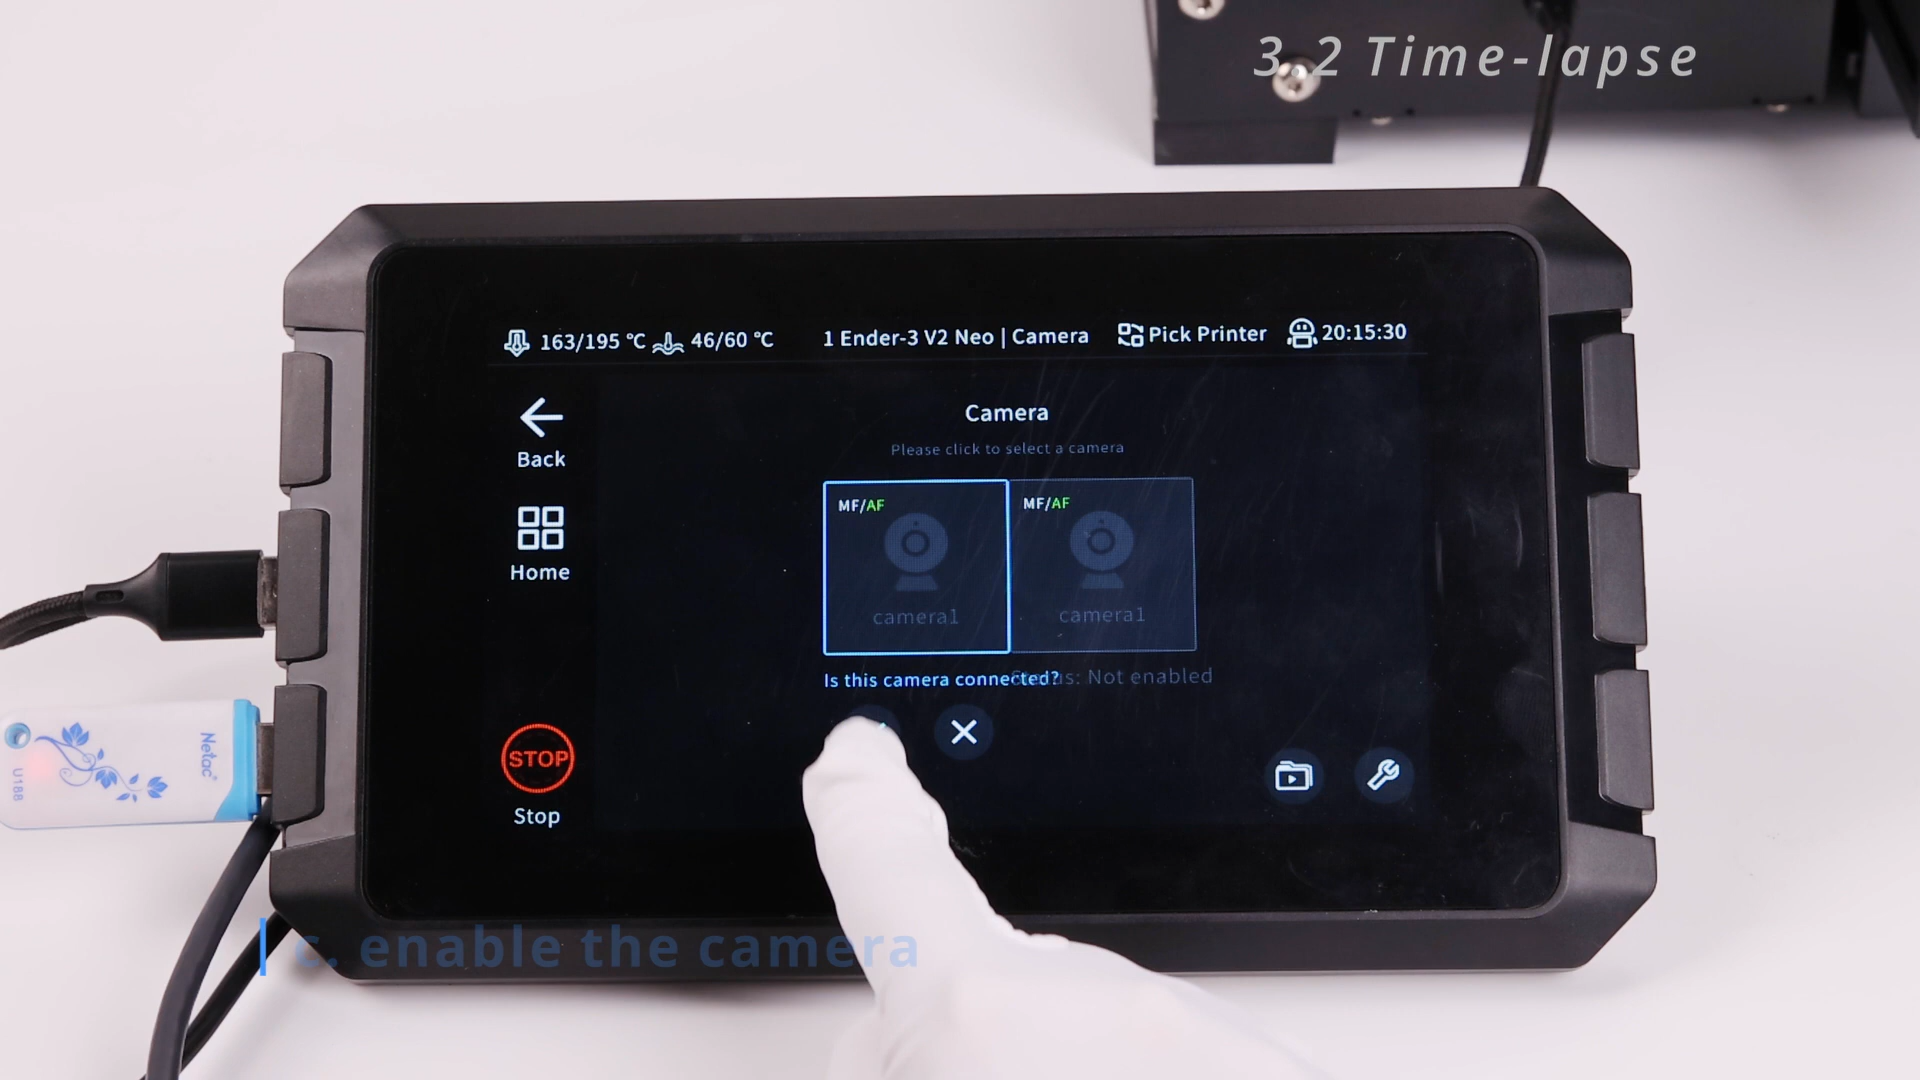 3.2 Time-lapse
163/195 °C 46/60 °C 1 Ender-3 V2 Neo | Camera Pick Printer 20:15:30
Back
Home
STOP
Stop
Camera
Please click to select a camera
MF/AF
camera1
MF/AF
camera1
Is this camera connected?
Not enabled
Netac
U188
c. enable the camera